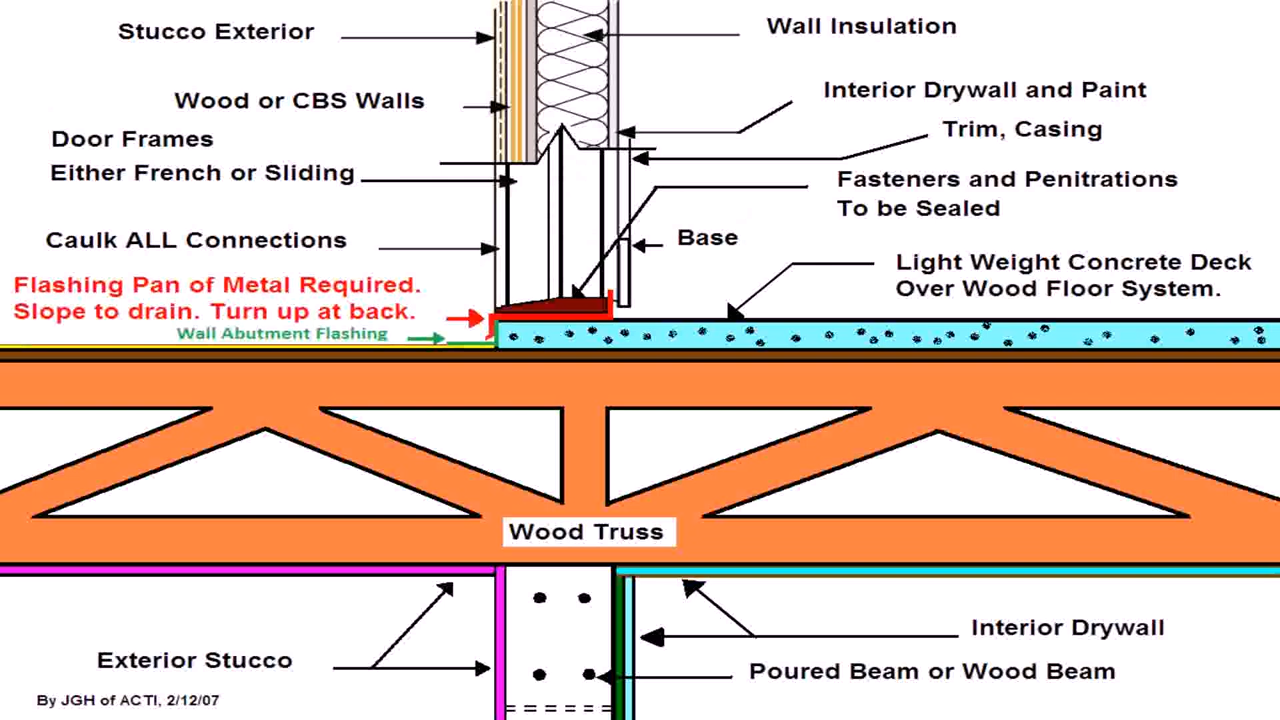 Stucco Exterior
Wall Insulation
Wood or CBS Walls
Interior Drywall and Paint
Door Frames
Either French or Sliding
Trim, Casing
Fasteners and Penitrations
To be Sealed
Caulk ALL Connections
Base
Flashing Pan of Metal Required.
Slope to drain. Turn up at back.
Wall Abutment Flashing
Light Weight Concrete Deck
Over Wood Floor System.
Wood Truss
Exterior Stucco
Interior Drywall
Poured Beam or Wood Beam
By JGH of ACTI, 2/12/07